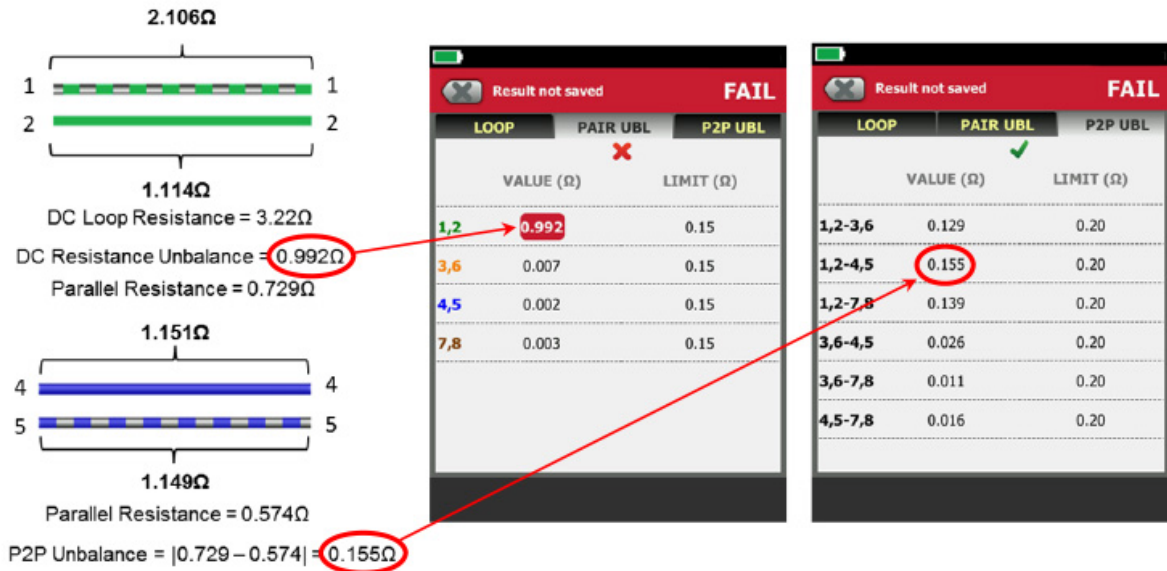 2.106Ω
1 1
2 2
1.114Ω
DC Loop Resistance = 3.22Ω
DC Resistance Unbalance = 0.992Ω
Parallel Resistance = 0.729Ω
1.151Ω
4 4
5 5
1.149Ω
Parallel Resistance = 0.574Ω
P2P Unbalance = |0.729 – 0.574| = 0.155Ω
Result not saved FAIL
LOOP PAIR UBL P2P UBL
VALUE (Ω) LIMIT (Ω)
1,2 0.992 0.15
3,6 0.007 0.15
4,5 0.002 0.15
7,8 0.003 0.15
Result not saved FAIL
LOOP PAIR UBL P2P UBL
VALUE (Ω) LIMIT (Ω)
1,2-3,6 0.129 0.20
1,2-4,5 0.155 0.20
1,2-7,8 0.139 0.20
3,6-4,5 0.026 0.20
3,6-7,8 0.011 0.20
4,5-7,8 0.016 0.20